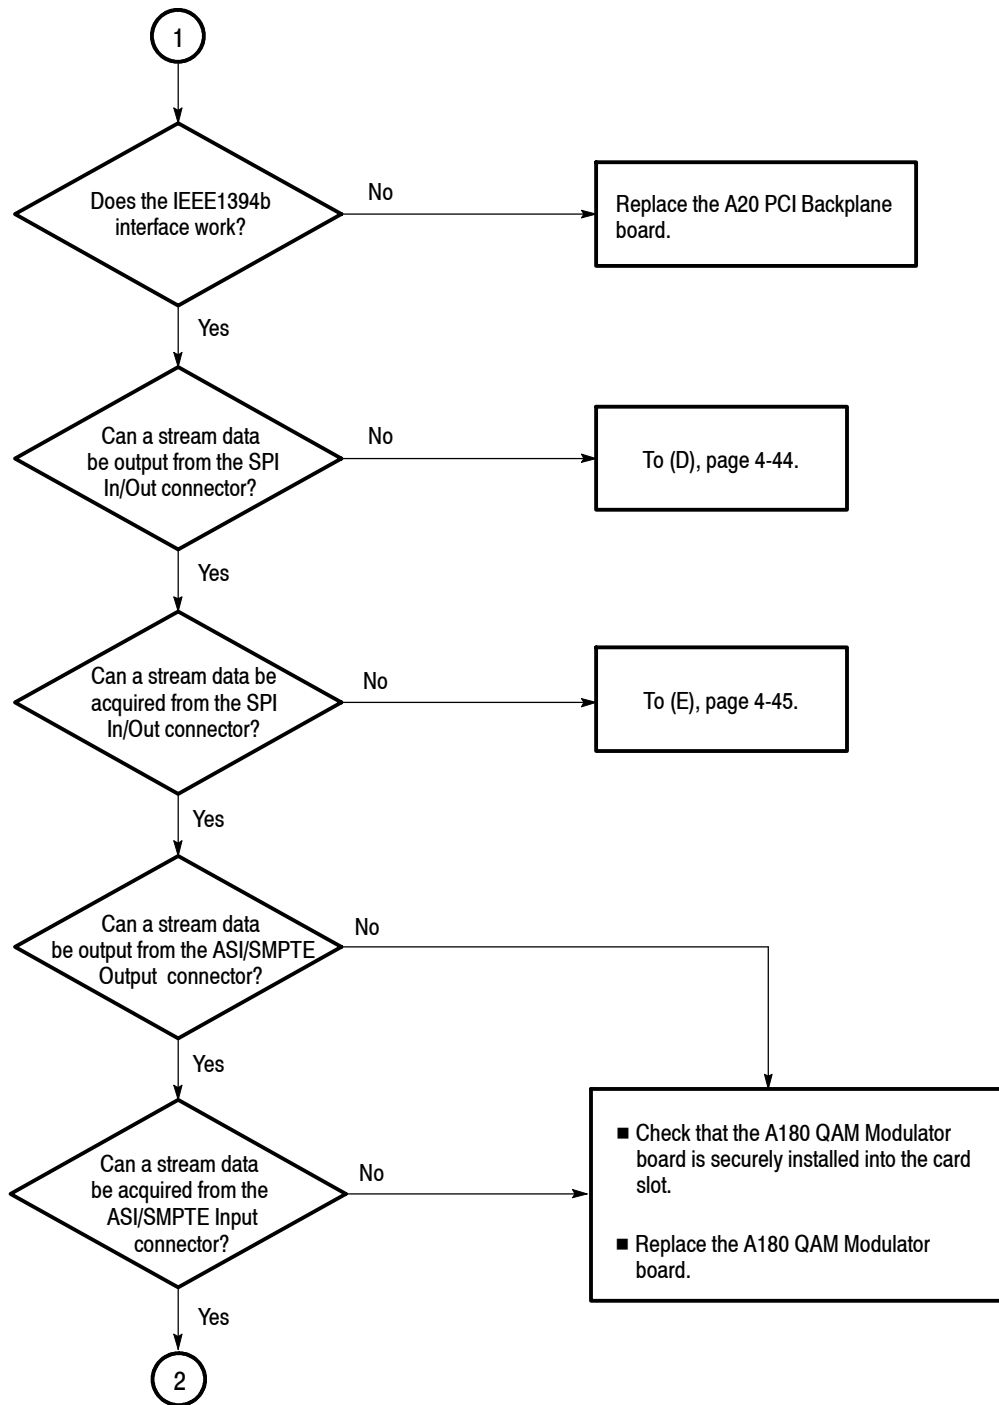 1
Does the IEEE1394b
interface work?
No
Replace the A20 PCI Backplane
board.
Yes
Can a stream data
be output from the SPI
In/Out connector?
No
To (D), page 4-44.
Yes
Can a stream data be
acquired from the SPI
In/Out connector?
No
To (E), page 4-45.
Yes
Can a stream data
be output from the ASI/SMPTE
Output connector?
No
Yes
Can a stream data
be acquired from the
ASI/SMPTE Input
connector?
No
■ Check that the A180 QAM Modulator
board is securely installed into the card
slot.
■ Replace the A180 QAM Modulator
board.
Yes
2